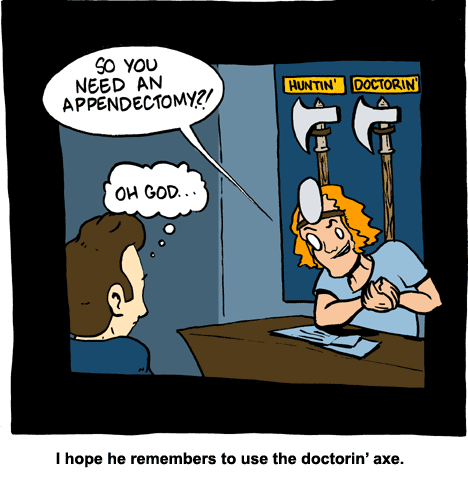 SO YOU
NEED AN
APPENDECTOMY?!
HUNTIN' DOCTORIN'
OH GOD...
I hope he remembers to use the doctorin' axe.